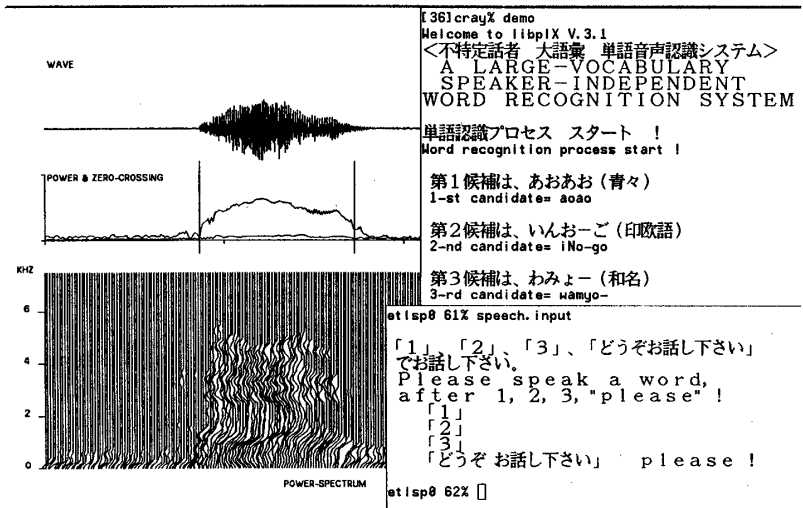 WAVE
POWER & ZERO-CROSSING
KHZ
6
4
2
0
POWER-SPECTRUM
[36]cray% demo
Welcome to libplX V.3.1
<不特定話者 大語彙 単語音声認識システム>
A LARGE-VOCABULARY
SPEAKER-INDEPENDENT
WORD RECOGNITION SYSTEM
単語認識プロセス スタート !
Word recognition process start !
第1候補は、あおあお(青々)
1-st candidate= aoao
第2候補は、いんおーご(印欧語)
2-nd candidate= iNo-go
第3候補は、わみょー(和名)
3-rd candidate= wamyo-
etlsp0 61% speech.input
「1」、「2」、「3」、「どうぞお話し下さい」
でお話し下さい。
Please speak a word,
after 1, 2, 3, "please" !
「1」
「2」
「3」
「どうぞ お話し下さい」 please !
etlsp0 62%